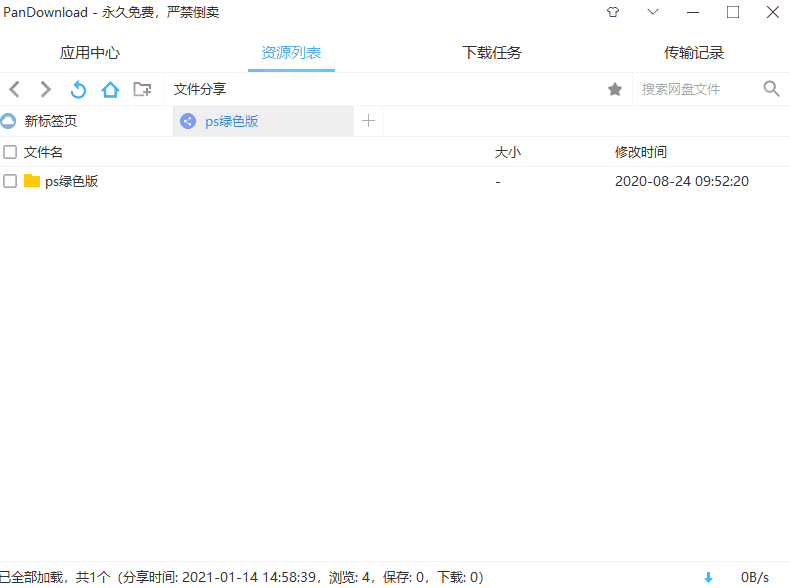 PanDownload - 永久免费，严禁倒卖
应用中心 资源列表 下载任务 传输记录
文件分享 搜索网盘文件
新标签页 ps绿色版
文件名 大小 修改时间
ps绿色版 - 2020-08-24 09:52:20
已全部加载，共1个（分享时间: 2021-01-14 14:58:39，浏览: 4，保存: 0，下载: 0） 0B/s